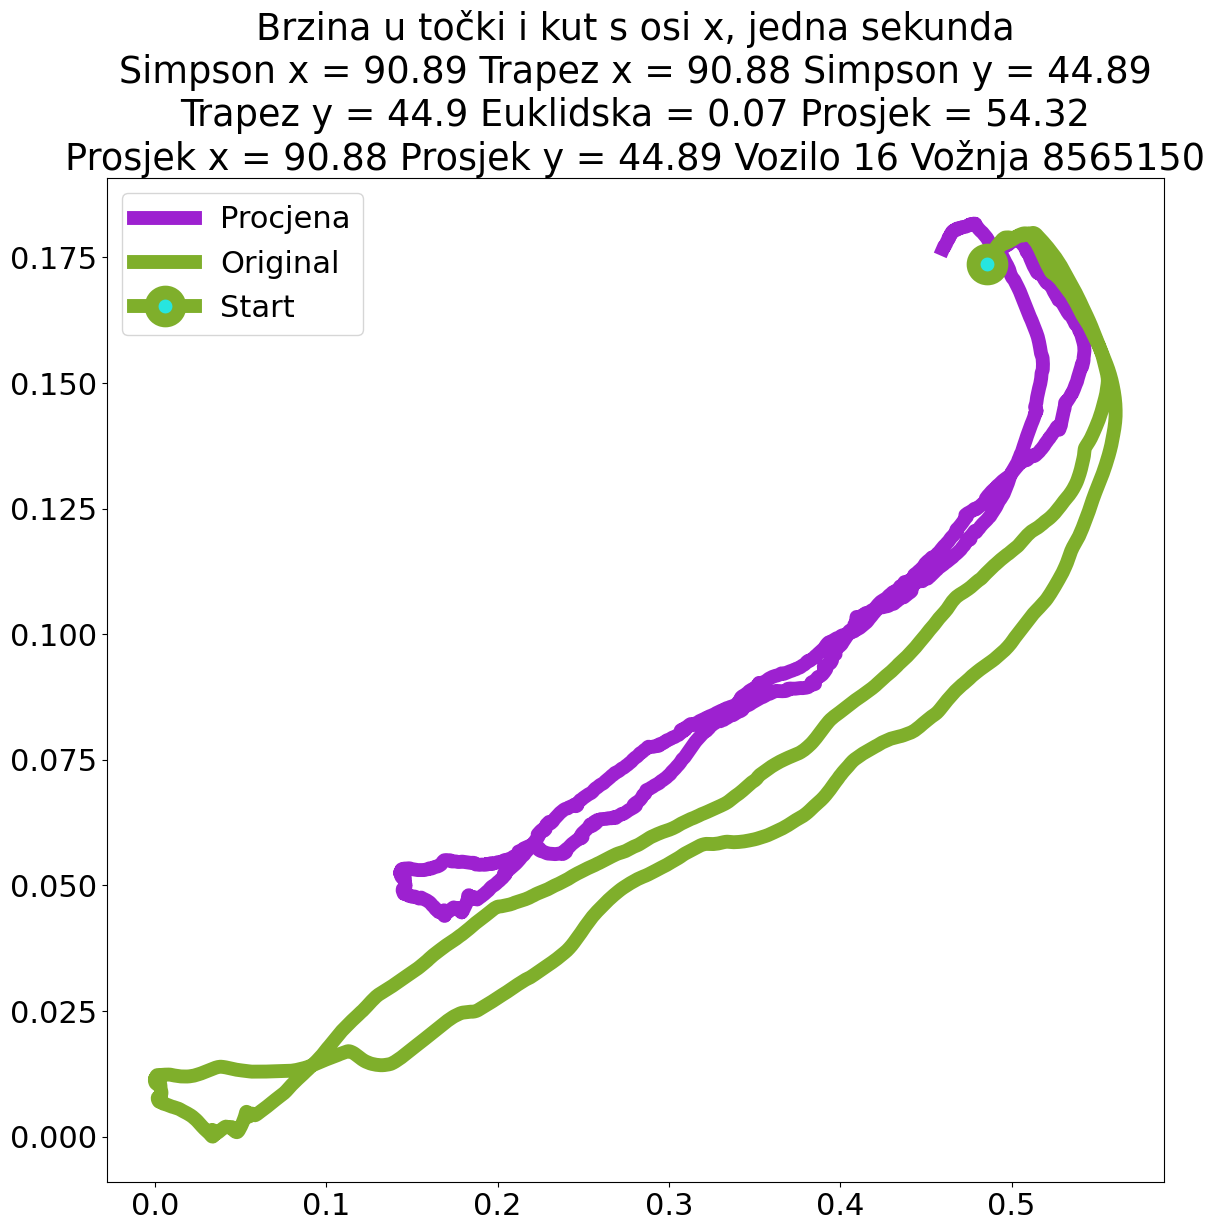 Brzina u točki i kut s osi x, jedna sekunda
Simpson x = 90.89 Trapez x = 90.88 Simpson y = 44.89
Trapez y = 44.9 Euklidska = 0.07 Prosjek = 54.32
Prosjek x = 90.88 Prosjek y = 44.89 Vozilo 16 Vožnja 8565150
Procjena
Original
Start
0.175
0.150
0.125
0.100
0.075
0.050
0.025
0.000
0.0 0.1 0.2 0.3 0.4 0.5